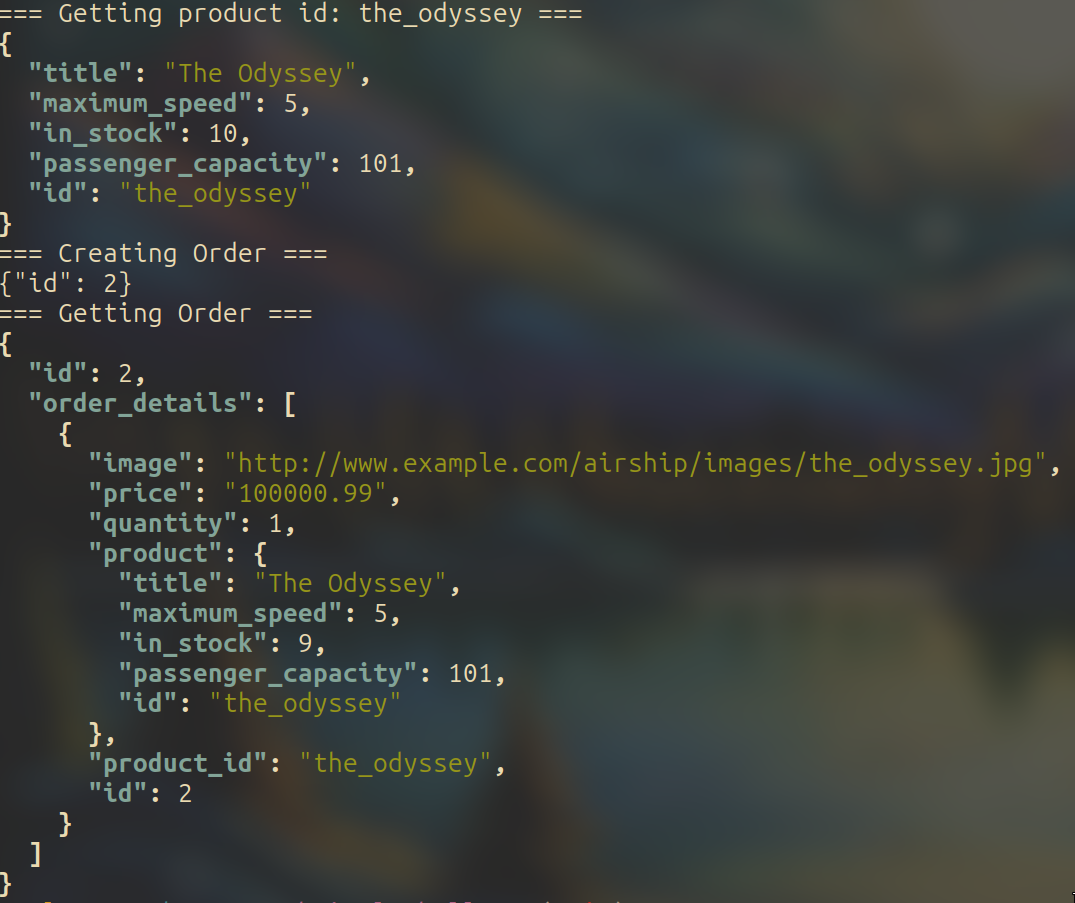 === Getting product id: the_odyssey ===
{
  "title": "The Odyssey",
  "maximum_speed": 5,
  "in_stock": 10,
  "passenger_capacity": 101,
  "id": "the_odyssey"
}
=== Creating Order ===
{"id": 2}
=== Getting Order ===
{
  "id": 2,
  "order_details": [
    {
      "image": "http://www.example.com/airship/images/the_odyssey.jpg",
      "price": "100000.99",
      "quantity": 1,
      "product": {
        "title": "The Odyssey",
        "maximum_speed": 5,
        "in_stock": 9,
        "passenger_capacity": 101,
        "id": "the_odyssey"
      },
      "product_id": "the_odyssey",
      "id": 2
    }
  ]
}